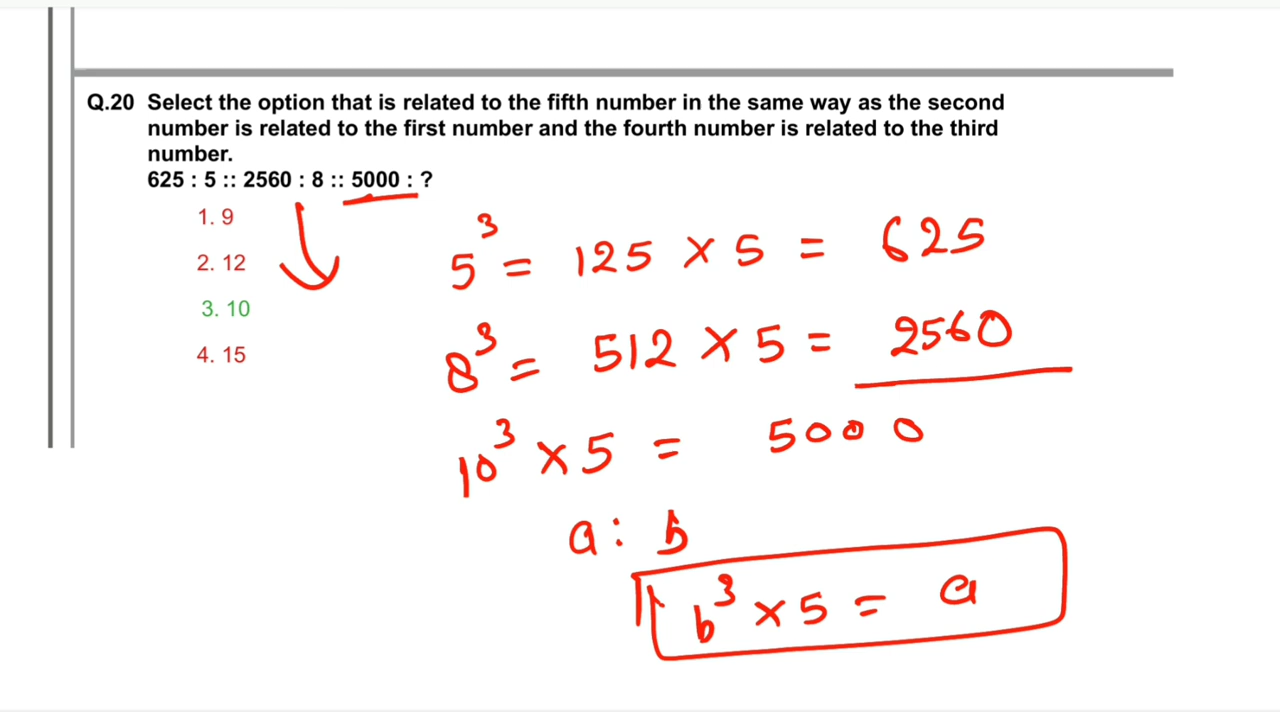 Q.20 Select the option that is related to the fifth number in the same way as the second
number is related to the first number and the fourth number is related to the third
number.
625 : 5 :: 2560 : 8 :: 5000 : ?
1. 9
2. 12
3. 10
4. 15
5³ = 125 × 5 = 625
8³ = 512 × 5 = 2560
10³ × 5 = 5000
a : b
b³ × 5 = a